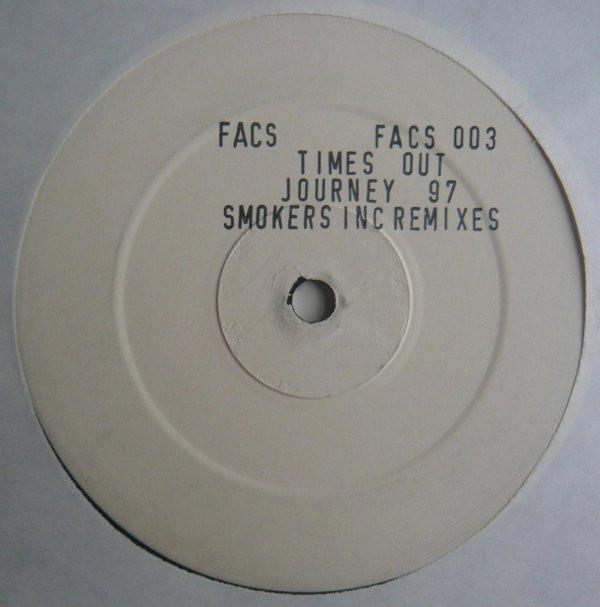 FACS FACS 003
TIMES OUT
JOURNEY 97
SMOKERS INC REMIXES